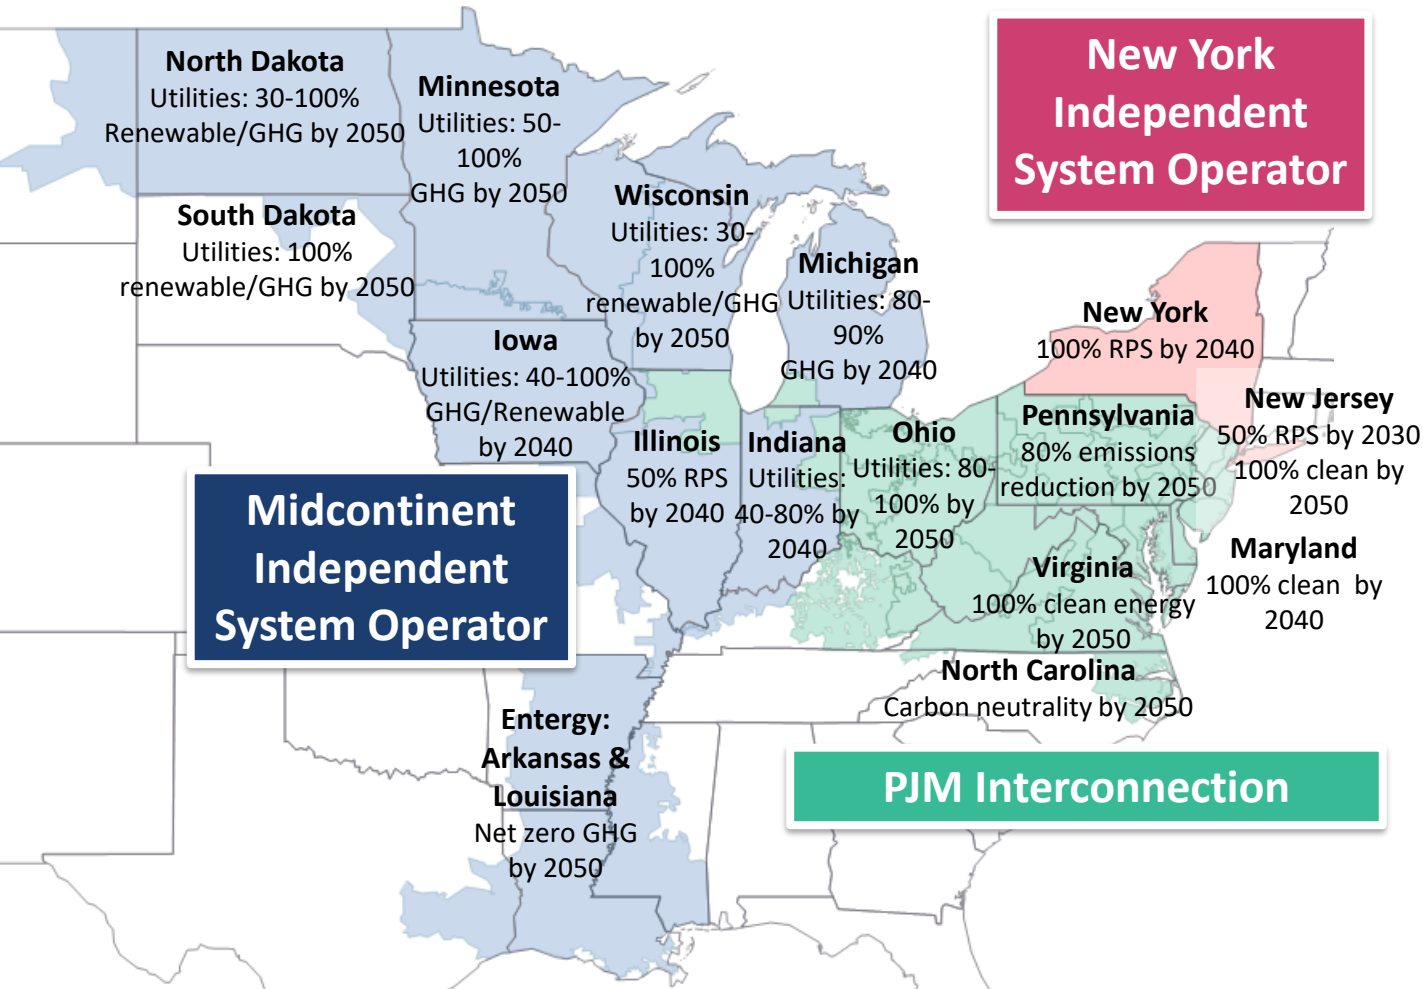 North Dakota
Utilities: 30-100%
Renewable/GHG by 2050
Minnesota
Utilities: 50-
100%
GHG by 2050
South Dakota
Utilities: 100%
renewable/GHG by 2050
Wisconsin
Utilities: 30-
100%
renewable/GHG
by 2050
Michigan
Utilities: 80-
90%
GHG by 2040
Iowa
Utilities: 40-100%
GHG/Renewable
by 2040
Illinois
50% RPS
by 2040
Indiana
Utilities:
40-80% by
2040
Ohio
Utilities: 80-
100% by
2050
New York
Independent
System Operator
New York
100% RPS by 2040
Pennsylvania
80% emissions
reduction by 2050
New Jersey
50% RPS by 2030
100% clean by
2050
Maryland
100% clean  by
2040
Virginia
100% clean energy
by 2050
North Carolina
Carbon neutrality by 2050
Midcontinent
Independent
System Operator
Entergy:
Arkansas &
Louisiana
Net zero GHG
by 2050
PJM Interconnection